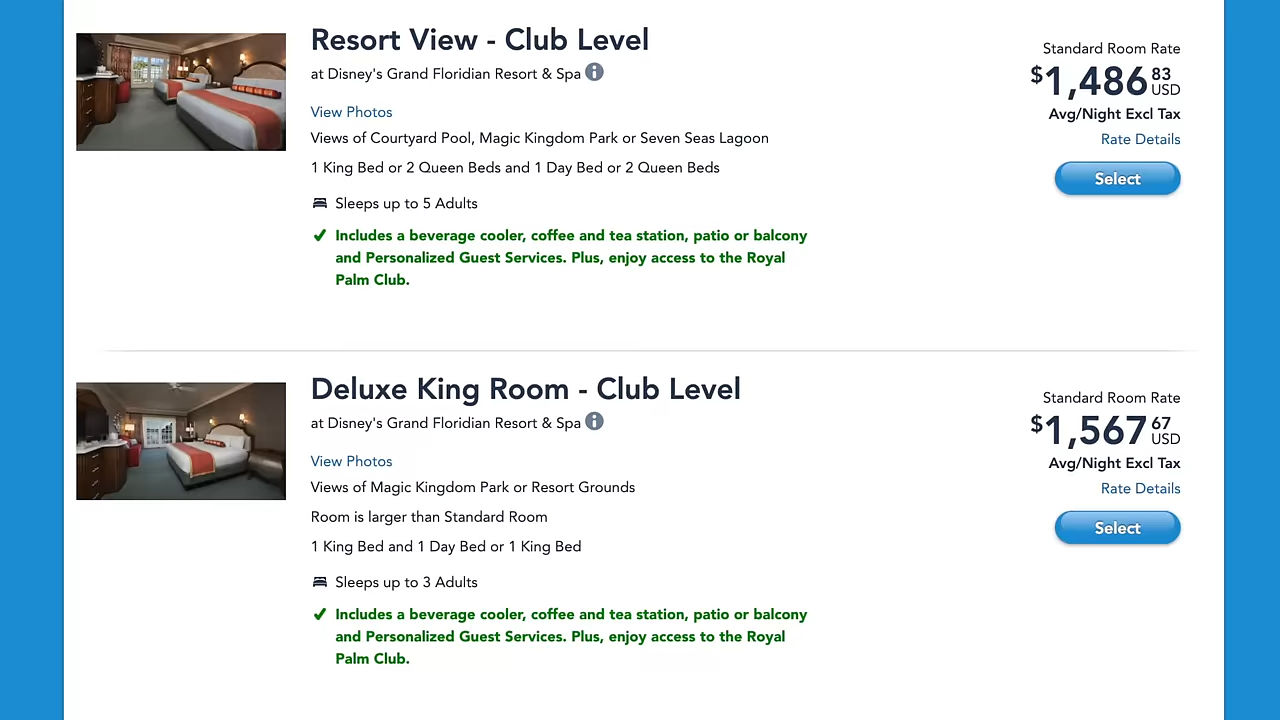 Resort View - Club Level
at Disney's Grand Floridian Resort & Spa
View Photos
Views of Courtyard Pool, Magic Kingdom Park or Seven Seas Lagoon
1 King Bed or 2 Queen Beds and 1 Day Bed or 2 Queen Beds
Sleeps up to 5 Adults
Includes a beverage cooler, coffee and tea station, patio or balcony
and Personalized Guest Services. Plus, enjoy access to the Royal
Palm Club.
Standard Room Rate
$1,486 83 USD
Avg/Night Excl Tax
Rate Details
Select
Deluxe King Room - Club Level
at Disney's Grand Floridian Resort & Spa
View Photos
Views of Magic Kingdom Park or Resort Grounds
Room is larger than Standard Room
1 King Bed and 1 Day Bed or 1 King Bed
Sleeps up to 3 Adults
Includes a beverage cooler, coffee and tea station, patio or balcony
and Personalized Guest Services. Plus, enjoy access to the Royal
Palm Club.
Standard Room Rate
$1,567 67 USD
Avg/Night Excl Tax
Rate Details
Select